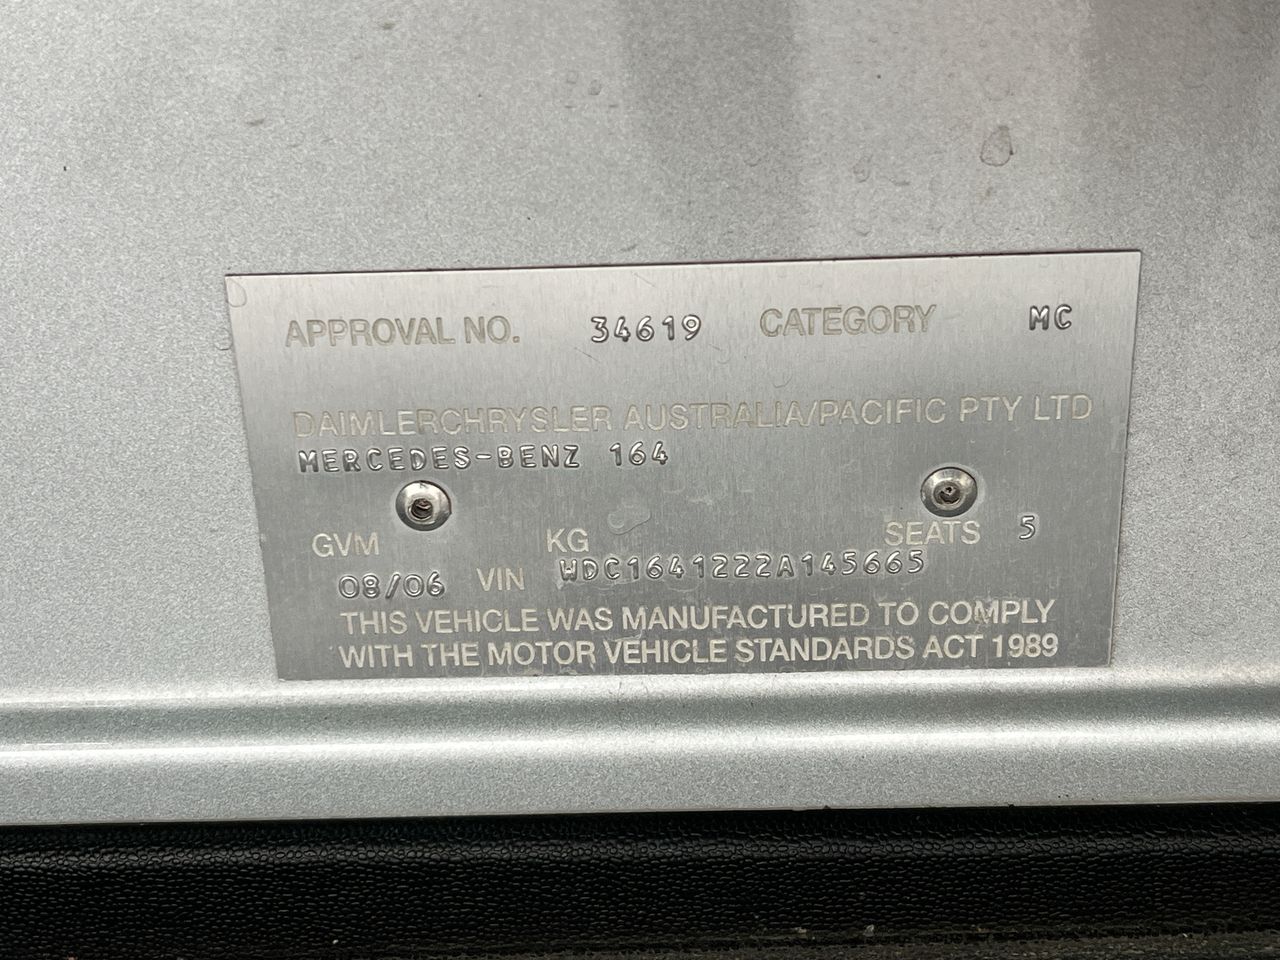 APPROVAL NO. 34619 CATEGORY MC
DAIMLERCHRYSLER AUSTRALIA/PACIFIC PTY LTD
MERCEDES-BENZ 164
GVM KG SEATS 5
08/06 VIN WDC1641222A145665
THIS VEHICLE WAS MANUFACTURED TO COMPLY
WITH THE MOTOR VEHICLE STANDARDS ACT 1989